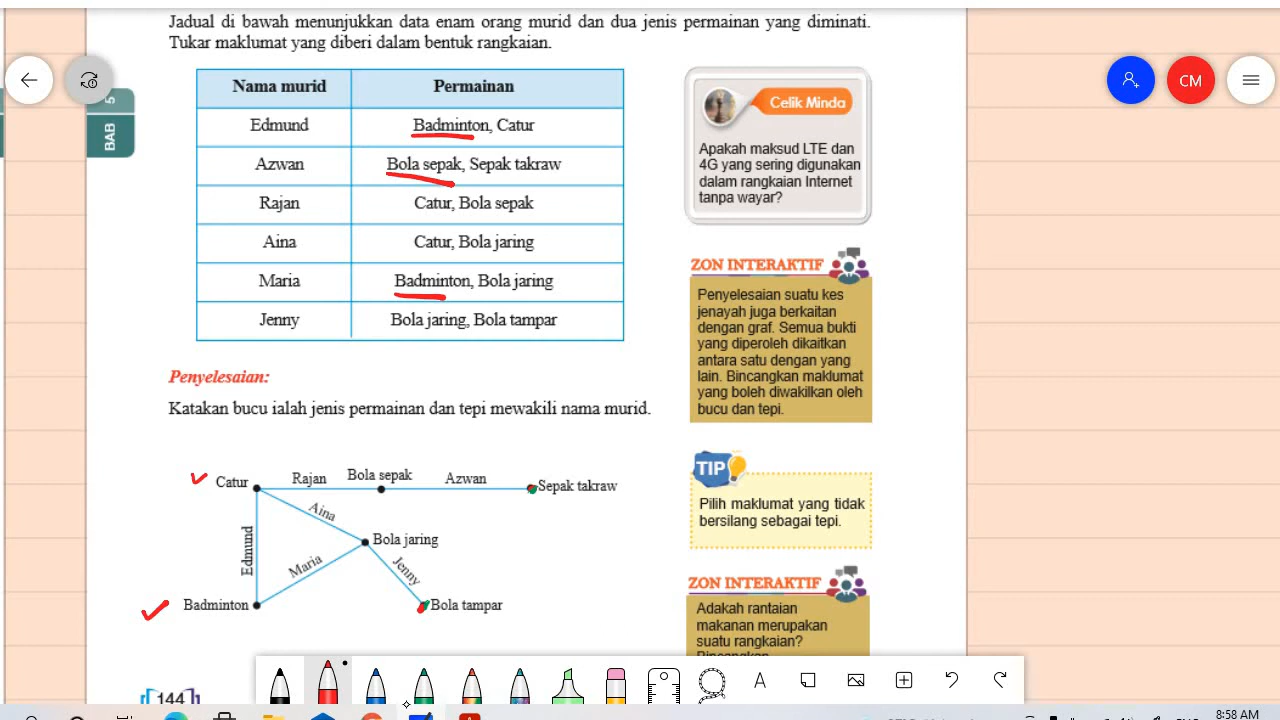 Jadual di bawah menunjukkan data enam orang murid dan dua jenis permainan yang diminati.
Tukar maklumat yang diberi dalam bentuk rangkaian.
CM
BAB 5
Nama murid Permainan
Edmund Badminton, Catur
Azwan Bola sepak, Sepak takraw
Rajan Catur, Bola sepak
Aina Catur, Bola jaring
Maria Badminton, Bola jaring
Jenny Bola jaring, Bola tampar
Celik Minda
Apakah maksud LTE dan
4G yang sering digunakan
dalam rangkaian Internet
tanpa wayar?
ZON INTERAKTIF
Penyelesaian suatu kes
jenayah juga berkaitan
dengan graf. Semua bukti
yang diperoleh dikaitkan
antara satu dengan yang
lain. Bincangkan maklumat
yang boleh diwakilkan oleh
bucu dan tepi.
Penyelesaian:
Katakan bucu ialah jenis permainan dan tepi mewakili nama murid.
Catur
Rajan
Bola sepak
Azwan
Sepak takraw
Aina
Edmund
Bola jaring
Maria
Jenny
Badminton
Bola tampar
TIP
Pilih maklumat yang tidak
bersilang sebagai tepi.
ZON INTERAKTIF
Adakah rantaian
makanan merupakan
suatu rangkaian?
144
A
8:58 AM